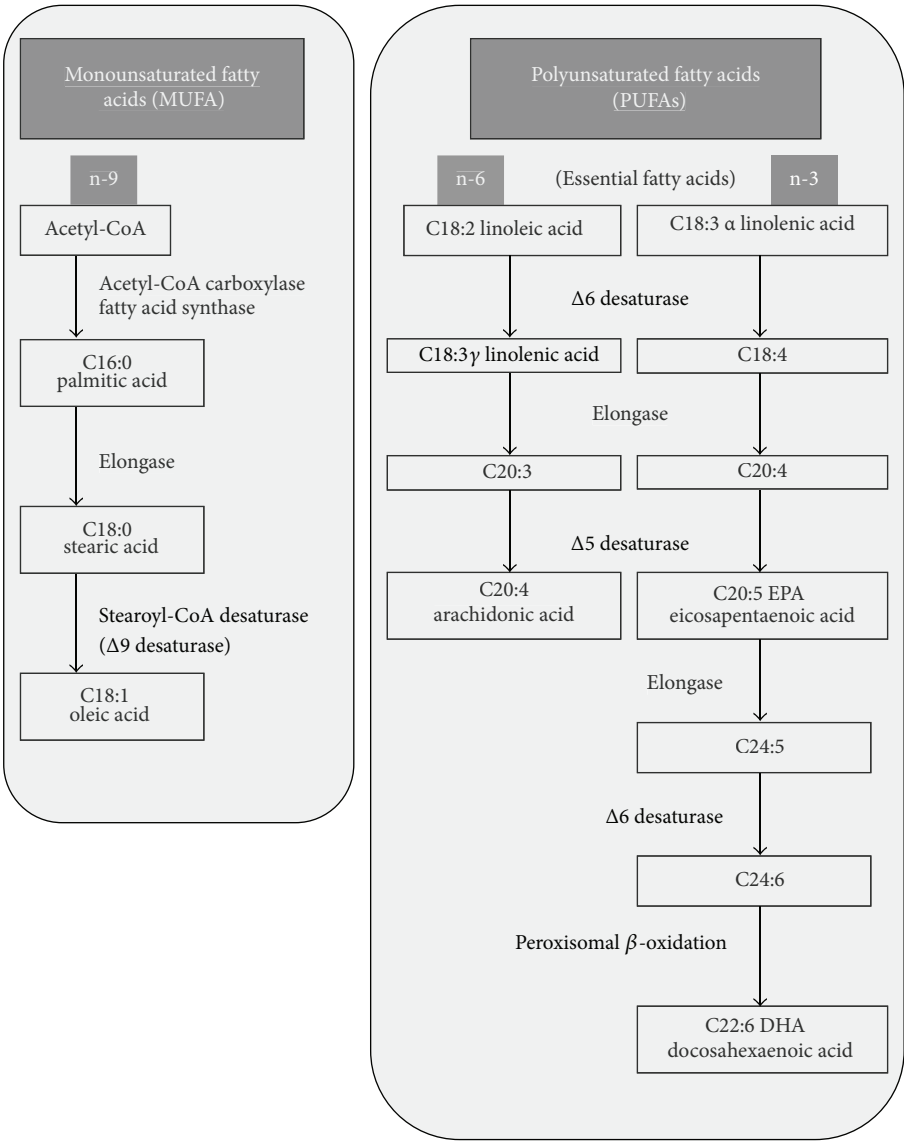 Monounsaturated fatty
acids (MUFA)
n-9
Acetyl-CoA
Acetyl-CoA carboxylase
fatty acid synthase
C16:0
palmitic acid
Elongase
C18:0
stearic acid
Stearoyl-CoA desaturase
(Δ9 desaturase)
C18:1
oleic acid
Polyunsaturated fatty acids
(PUFAs)
n-6
(Essential fatty acids)
n-3
C18:2 linoleic acid
C18:3 α linolenic acid
Δ6 desaturase
C18:3γ linolenic acid
C18:4
Elongase
C20:3
C20:4
Δ5 desaturase
C20:4
arachidonic acid
C20:5 EPA
eicosapentaenoic acid
Elongase
C24:5
Δ6 desaturase
C24:6
Peroxisomal β-oxidation
C22:6 DHA
docosahexaenoic acid